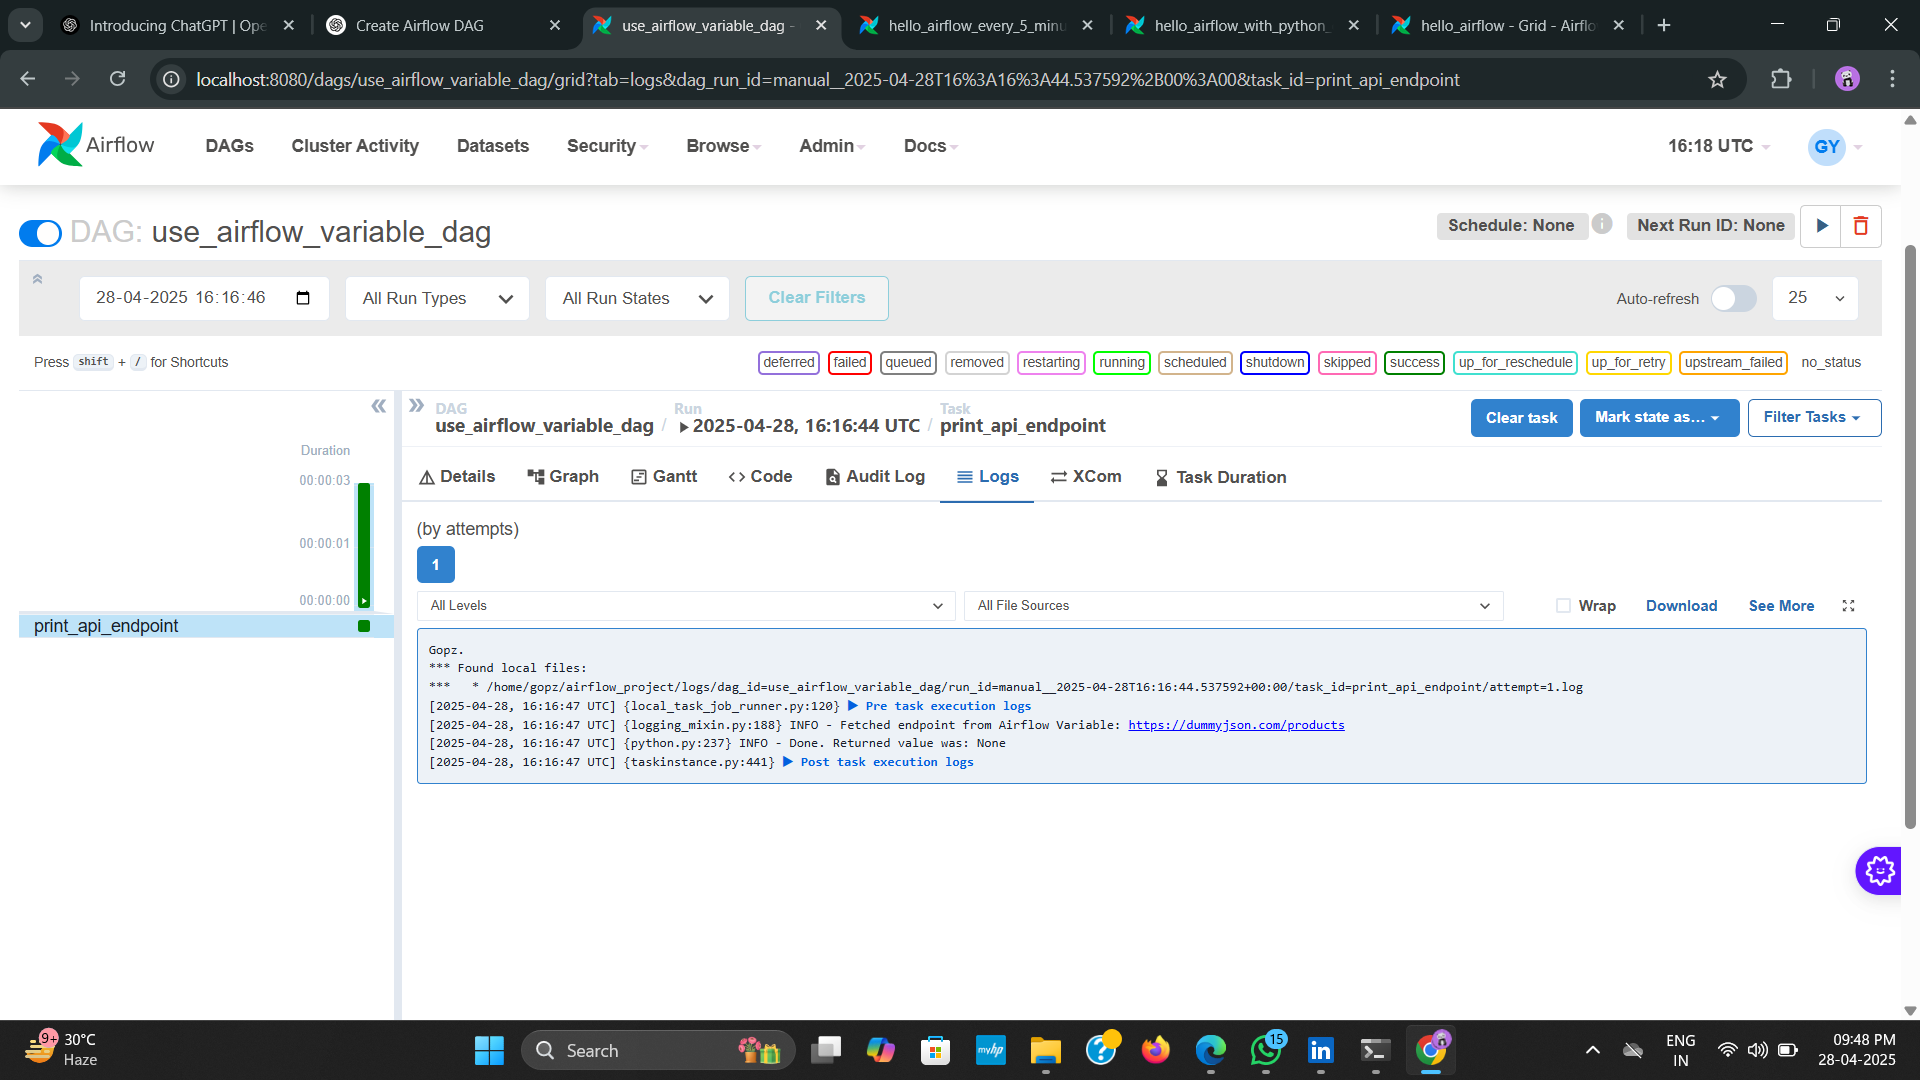 Introducing ChatGPT | Ope
Create Airflow DAG
use_airflow_variable_dag -
hello_airflow_every_5_minu
hello_airflow_with_python_
hello_airflow - Grid - Airflo
localhost:8080/dags/use_airflow_variable_dag/grid?tab=logs&dag_run_id=manual__2025-04-28T16%3A16%3A44.537592%2B00%3A00&task_id=print_api_endpoint
Airflow
DAGs
Cluster Activity
Datasets
Security
Browse
Admin
Docs
16:18 UTC
GY
DAG: use_airflow_variable_dag
Schedule: None
i
Next Run ID: None
28-04-2025 16:16:46
All Run Types
All Run States
Clear Filters
Auto-refresh
25
Press shift + / for Shortcuts
deferred
failed
queued
removed
restarting
running
scheduled
shutdown
skipped
success
up_for_reschedule
up_for_retry
upstream_failed
no_status
Duration
00:00:03
00:00:01
00:00:00
print_api_endpoint
DAG
use_airflow_variable_dag
/
Run
2025-04-28, 16:16:44 UTC
/
Task
print_api_endpoint
Clear task
Mark state as…
Filter Tasks
Details
Graph
Gantt
Code
Audit Log
Logs
XCom
Task Duration
(by attempts)
1
All Levels
All File Sources
Wrap
Download
See More
Gopz.
*** Found local files:
***   * /home/gopz/airflow_project/logs/dag_id=use_airflow_variable_dag/run_id=manual__2025-04-28T16:16:44.537592+00:00/task_id=print_api_endpoint/attempt=1.log
[2025-04-28, 16:16:47 UTC] {local_task_job_runner.py:120} ▶ Pre task execution logs
[2025-04-28, 16:16:47 UTC] {logging_mixin.py:188} INFO - Fetched endpoint from Airflow Variable: https://dummyjson.com/products
[2025-04-28, 16:16:47 UTC] {python.py:237} INFO - Done. Returned value was: None
[2025-04-28, 16:16:47 UTC] {taskinstance.py:441} ▶ Post task execution logs
9+
30°C
Haze
Search
myhp
15
in
ENG
IN
09:48 PM
28-04-2025